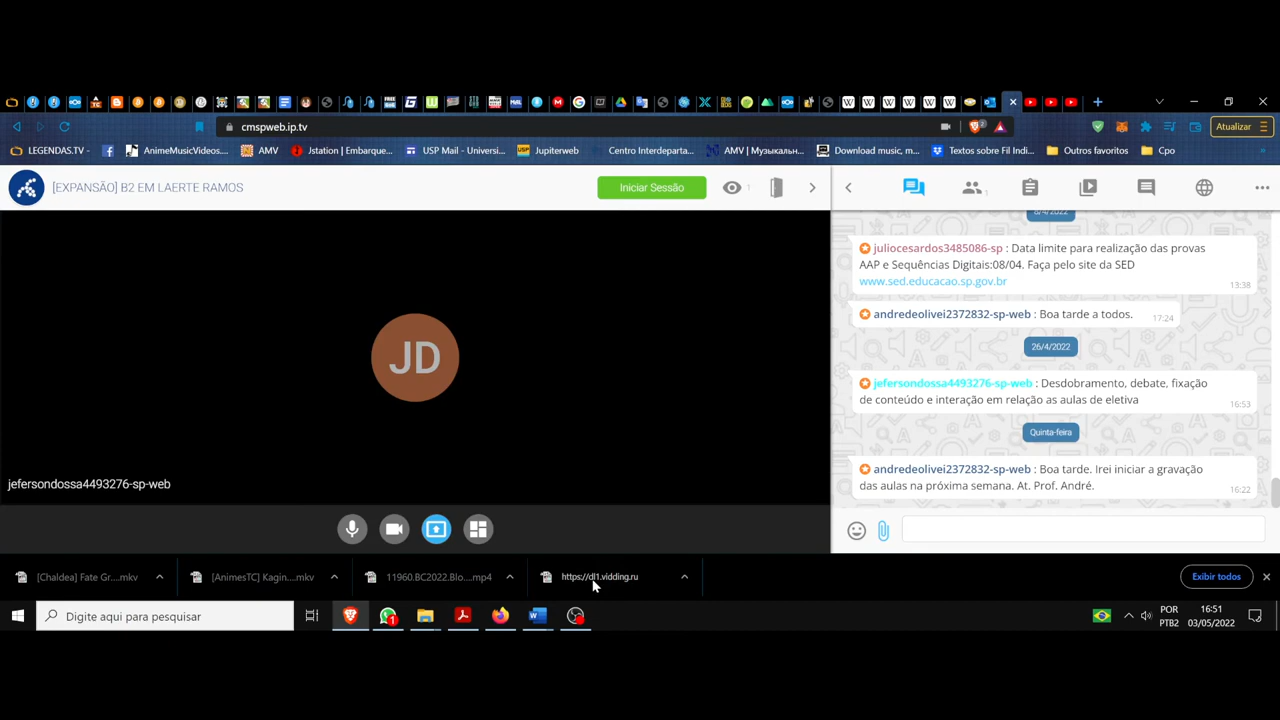 cmspweb.ip.tv
2
Atualizar
LEGENDAS.TV -
AnimeMusicVideos...
AMV
Jstation | Embarque...
USP Mail - Universi...
Jupiterweb
Centro Interdeparta...
AMV | Музыкальн...
Download music, m...
Textos sobre Fil Indi...
Outros favoritos
Cpo
[EXPANSÃO] B2 EM LAERTE RAMOS
Iniciar Sessão
1
1
8/4/2022
juliocesardos3485086-sp : Data limite para realização das provas
AAP e Sequências Digitais:08/04. Faça pelo site da SED
www.sed.educacao.sp.gov.br
13:38
andredeolivei2372832-sp-web : Boa tarde a todos.
17:24
26/4/2022
jefersondossa4493276-sp-web : Desdobramento, debate, fixação
de conteúdo e interação em relação as aulas de eletiva
16:53
Quinta-feira
andredeolivei2372832-sp-web : Boa tarde. Irei iniciar a gravação
das aulas na próxima semana. At. Prof. André.
16:22
JD
jefersondossa4493276-sp-web
[Chaldea] Fate Gr....mkv
[AnimesTC] Kagin....mkv
11960.BC2022.Blo....mp4
https://dl1.vidding.ru
Exibir todos
Digite aqui para pesquisar
1
POR
PTB2
16:51
03/05/2022